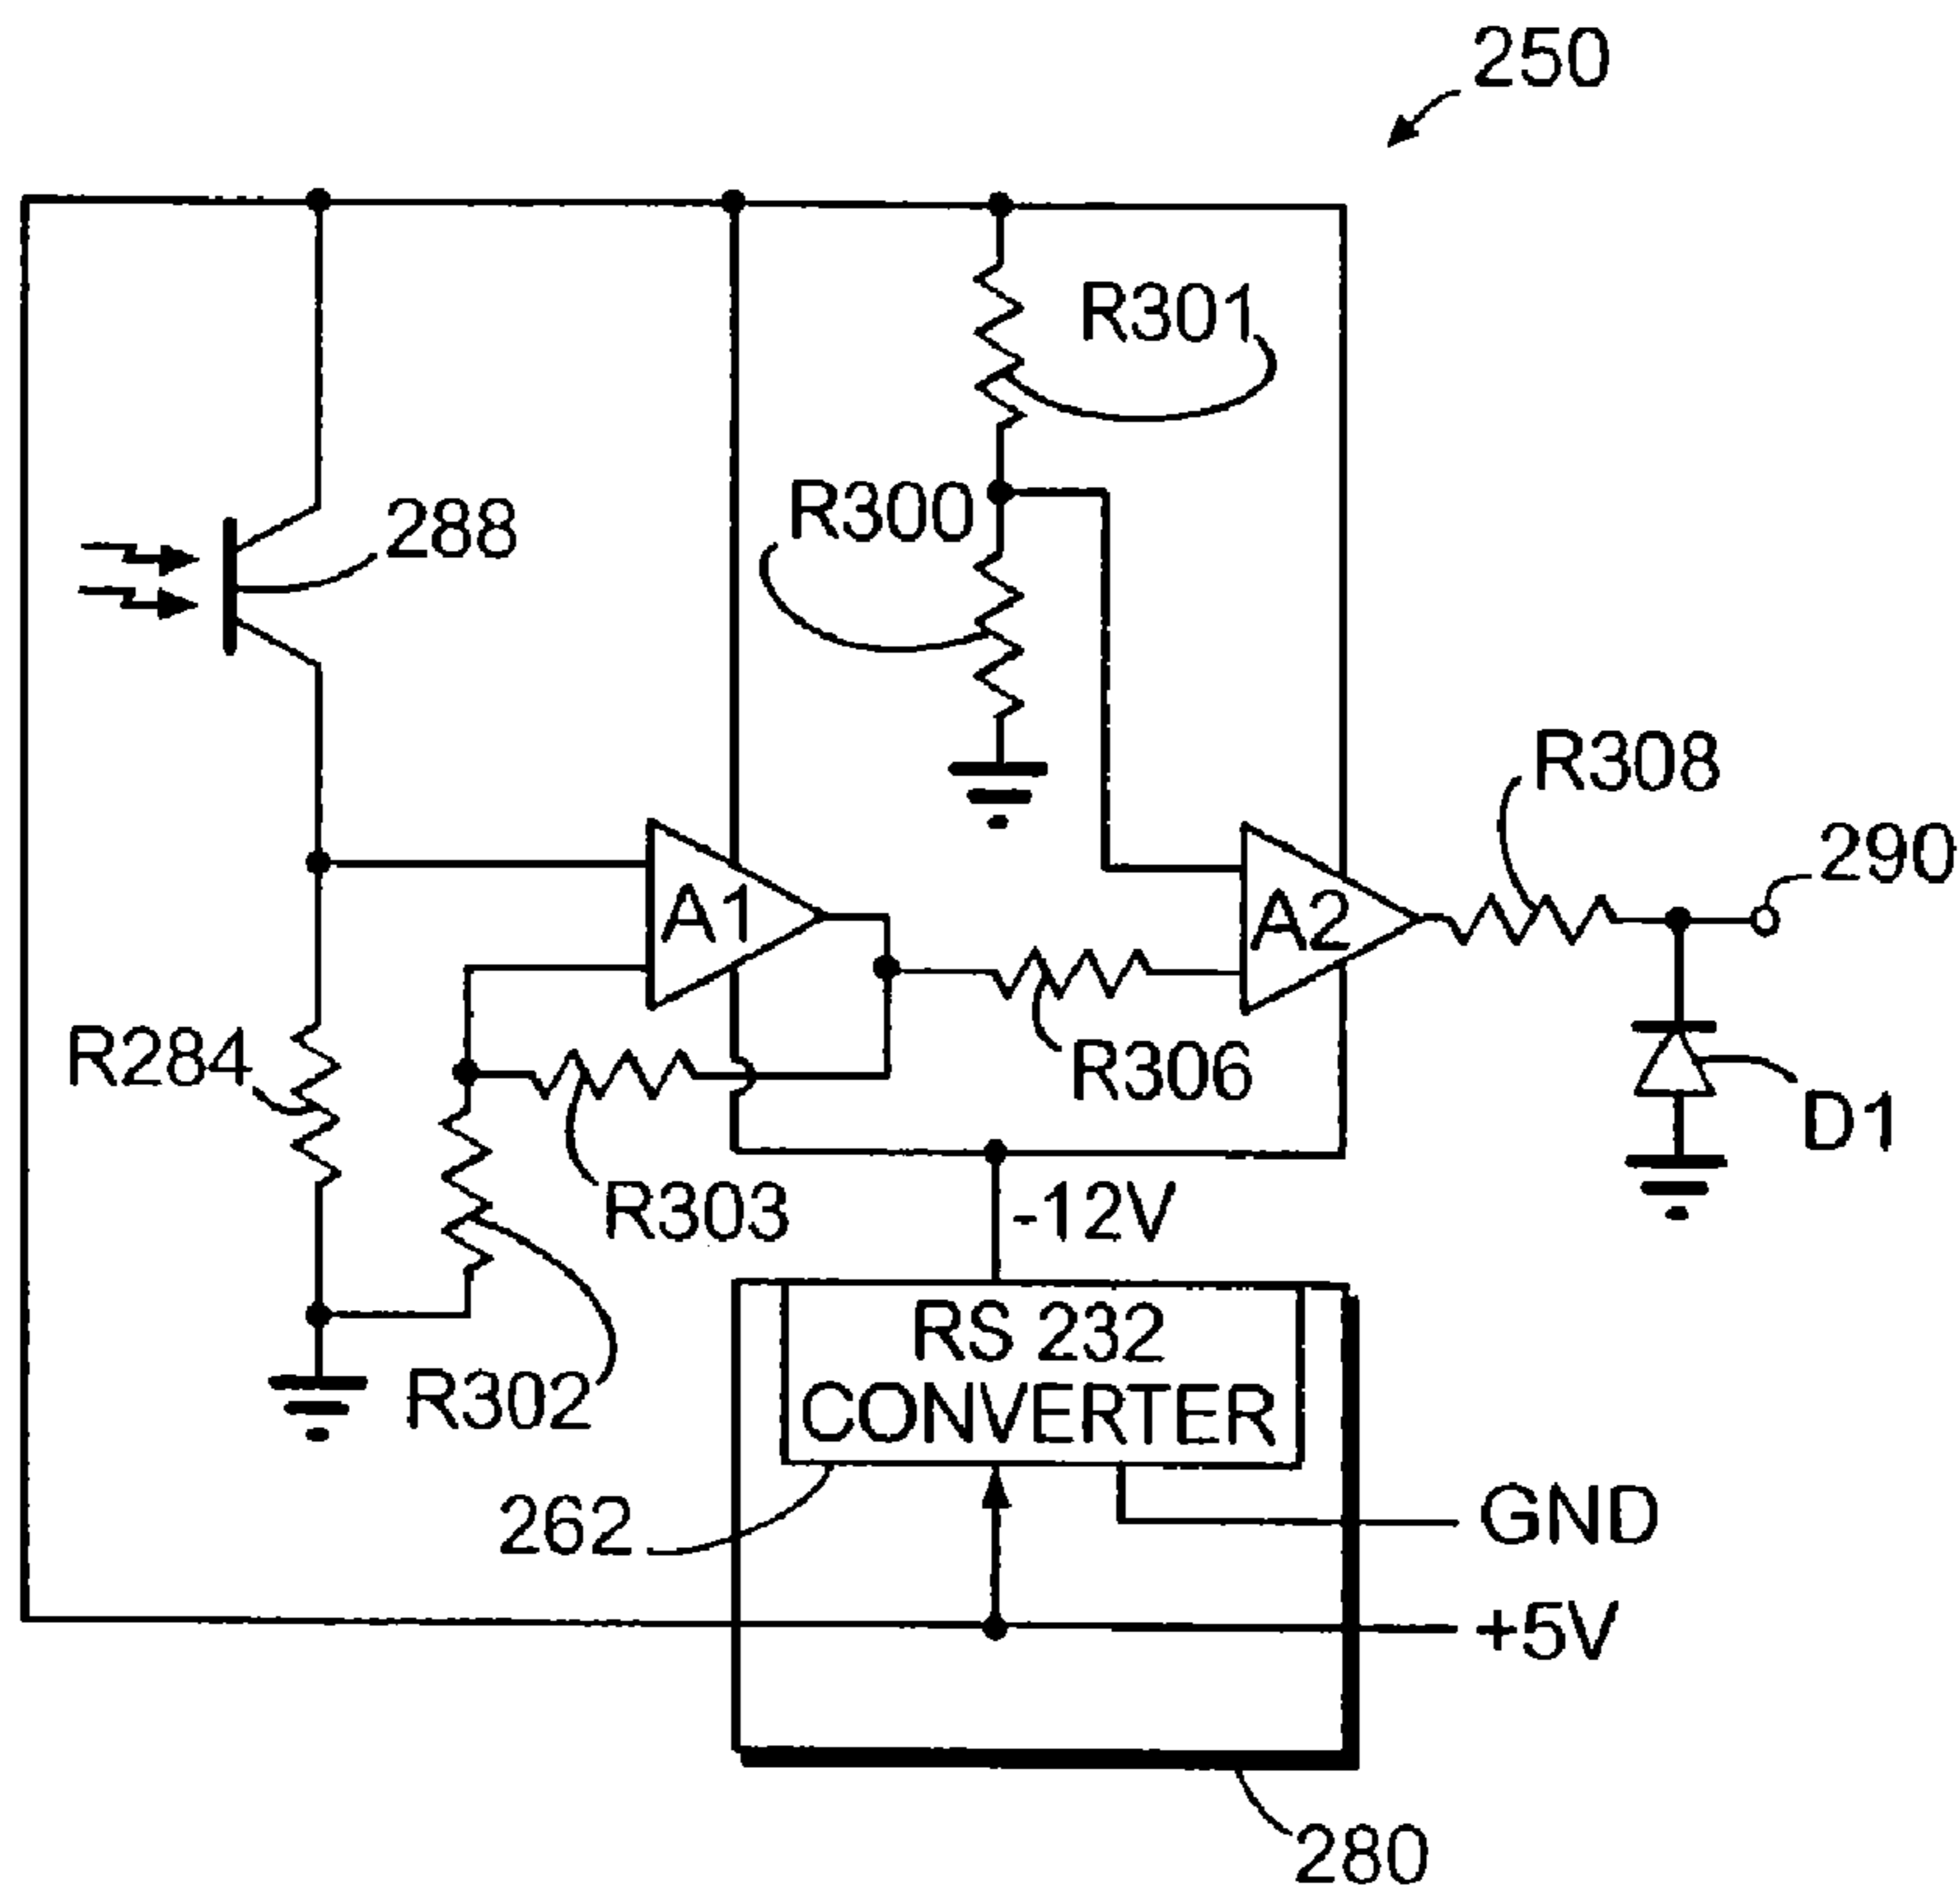 250
R301
R300
288
R308
290
A1
A2
R284
R306
D1
R303
-12V
RS 232
CONVERTER
R302
262
GND
+5V
280